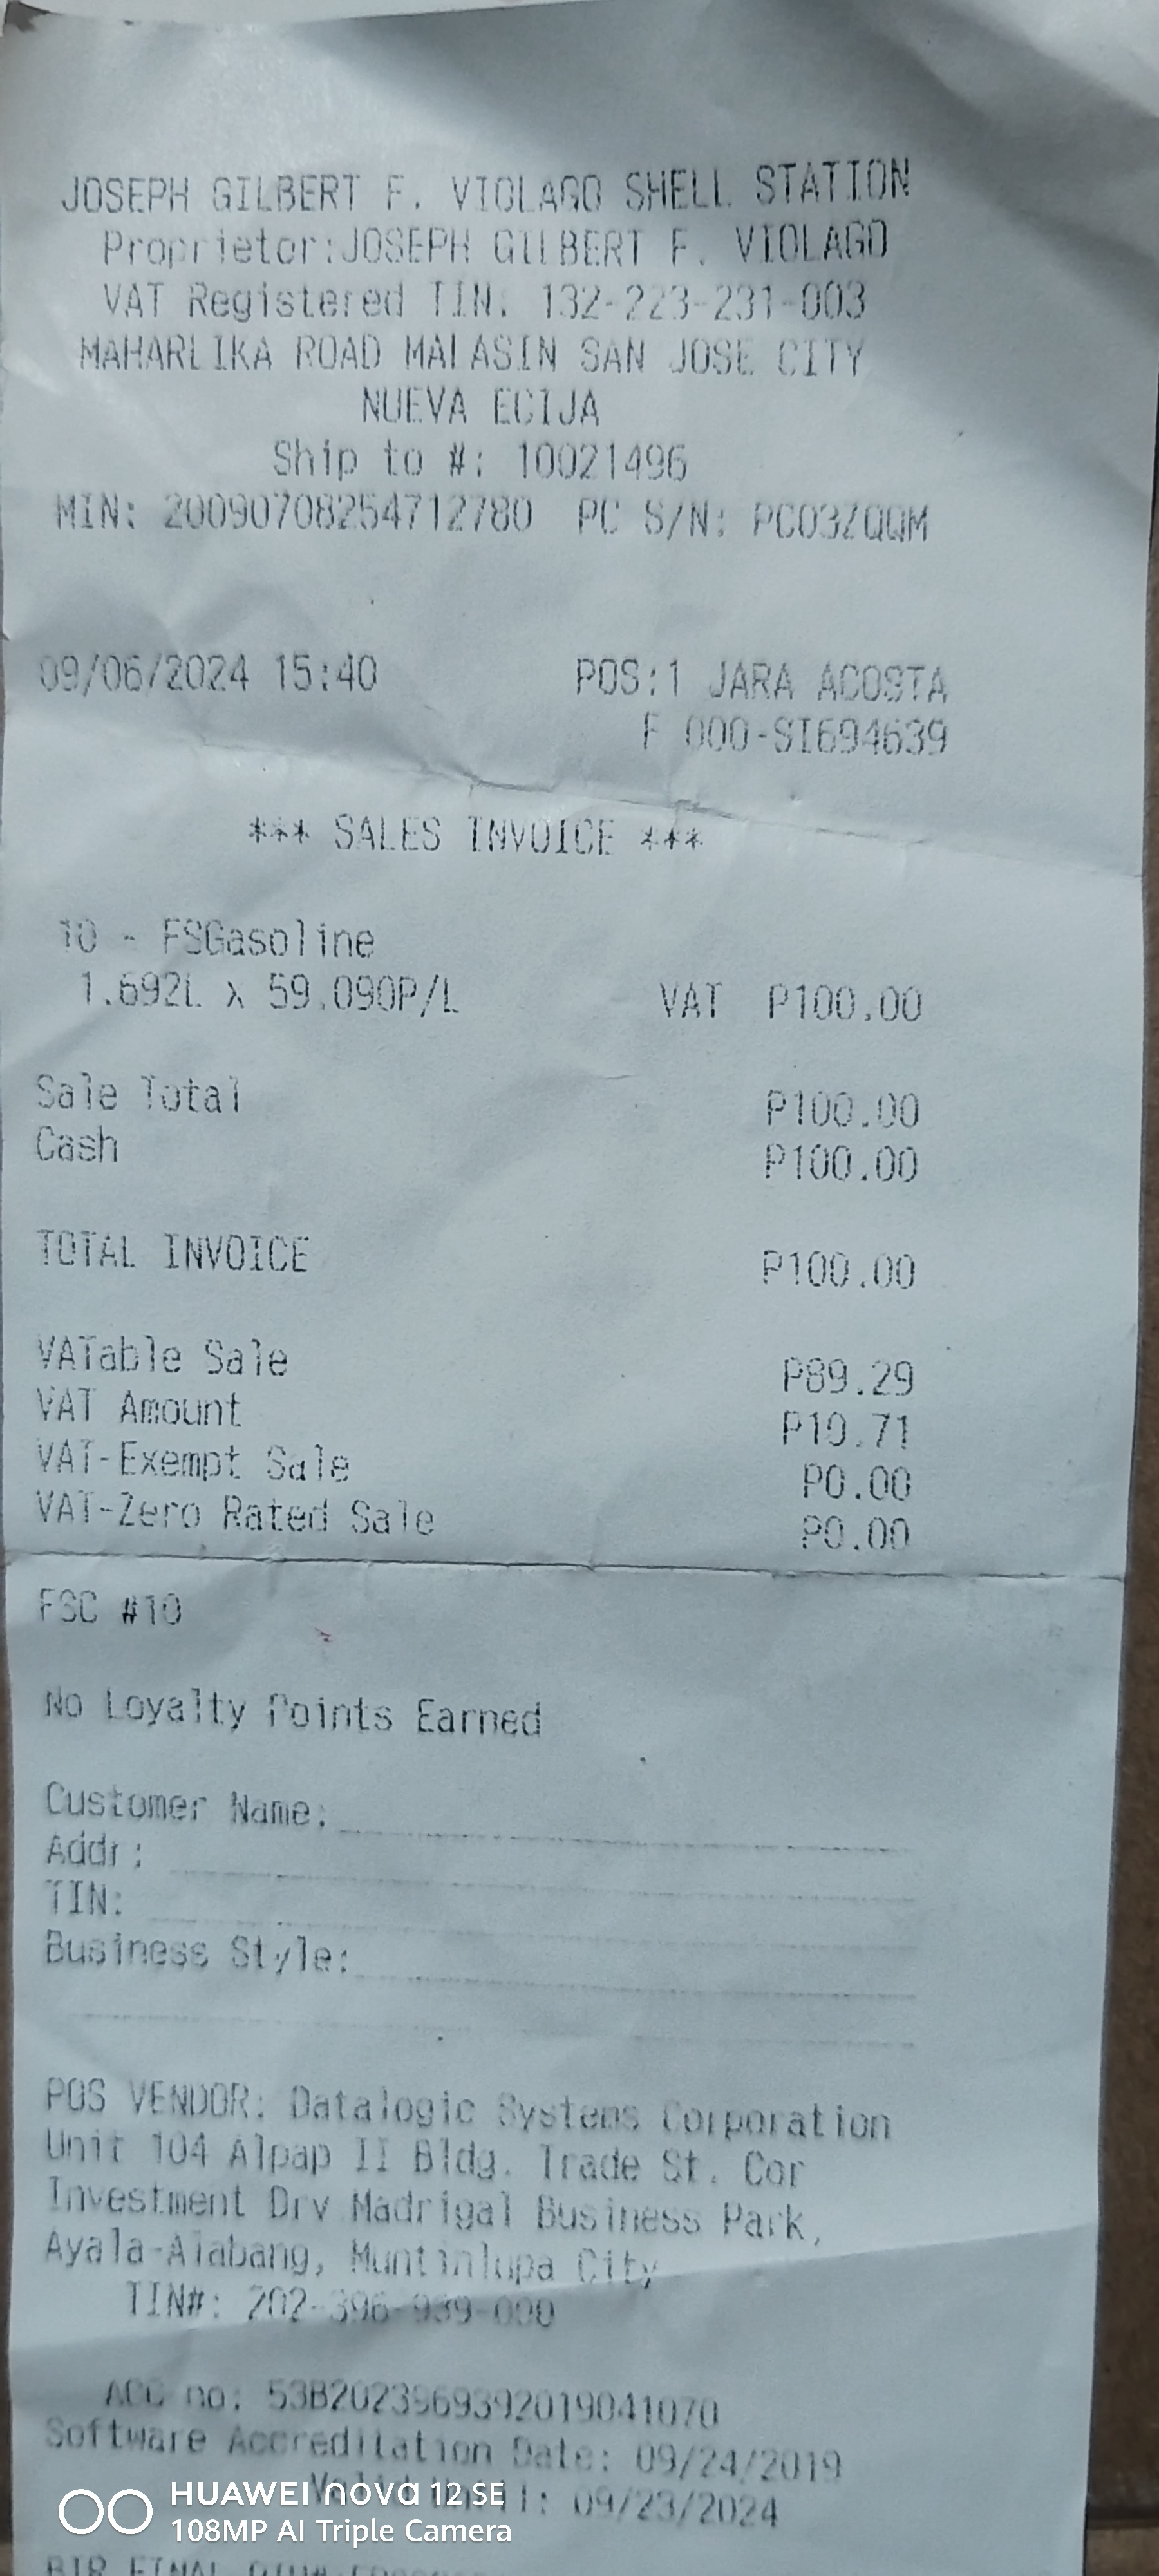 JOSEPH GILBERT F. VIOLAGO SHELL STATION
Proprietor:JOSEPH GILBERT F. VIOLAGO
VAT Registered TIN. 132-223-231-003
MAHARLIKA ROAD MALASIN SAN JOSE CITY
NUEVA ECIJA
Ship to #: 10021496
MIN: 20090708254712780 PC S/N: PC03ZQQM
09/06/2024 15:40 POS:1 JARA ACOSTA
F 000-SI694639
*** SALES INVOICE ***
10 - FSGasoline
1.692L x 59.090P/L VAT P100.00
Sale Total P100.00
Cash P100.00
TOTAL INVOICE P100.00
VATable Sale P89.29
VAT Amount P10.71
VAT-Exempt Sale P0.00
VAT-Zero Rated Sale P0.00
FSC #10
No Loyalty Points Earned
Customer Name:
Addr:
TIN:
Business Style:
POS VENDOR: Datalogic Systems Corporation
Unit 104 Alpap II Bldg. Trade St. Cor
Investment Drv Madrigal Business Park,
Ayala-Alabang, Muntinlupa City
TIN#: 202-396-939-000
ACC no: 53B2023969392019041070
Software Accreditation Date: 09/24/2019
Valid Until: 09/23/2024
HUAWEI nova 12 SE
108MP AI Triple Camera
BIR FINAL